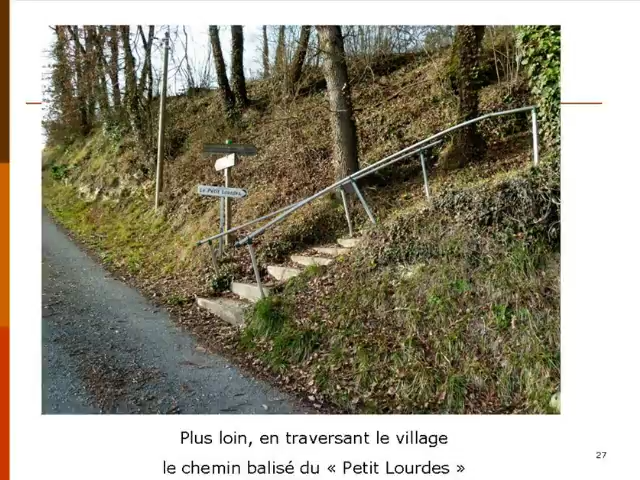 Le Petit Lourdes
Plus loin, en traversant le village
le chemin balisé du « Petit Lourdes »
27